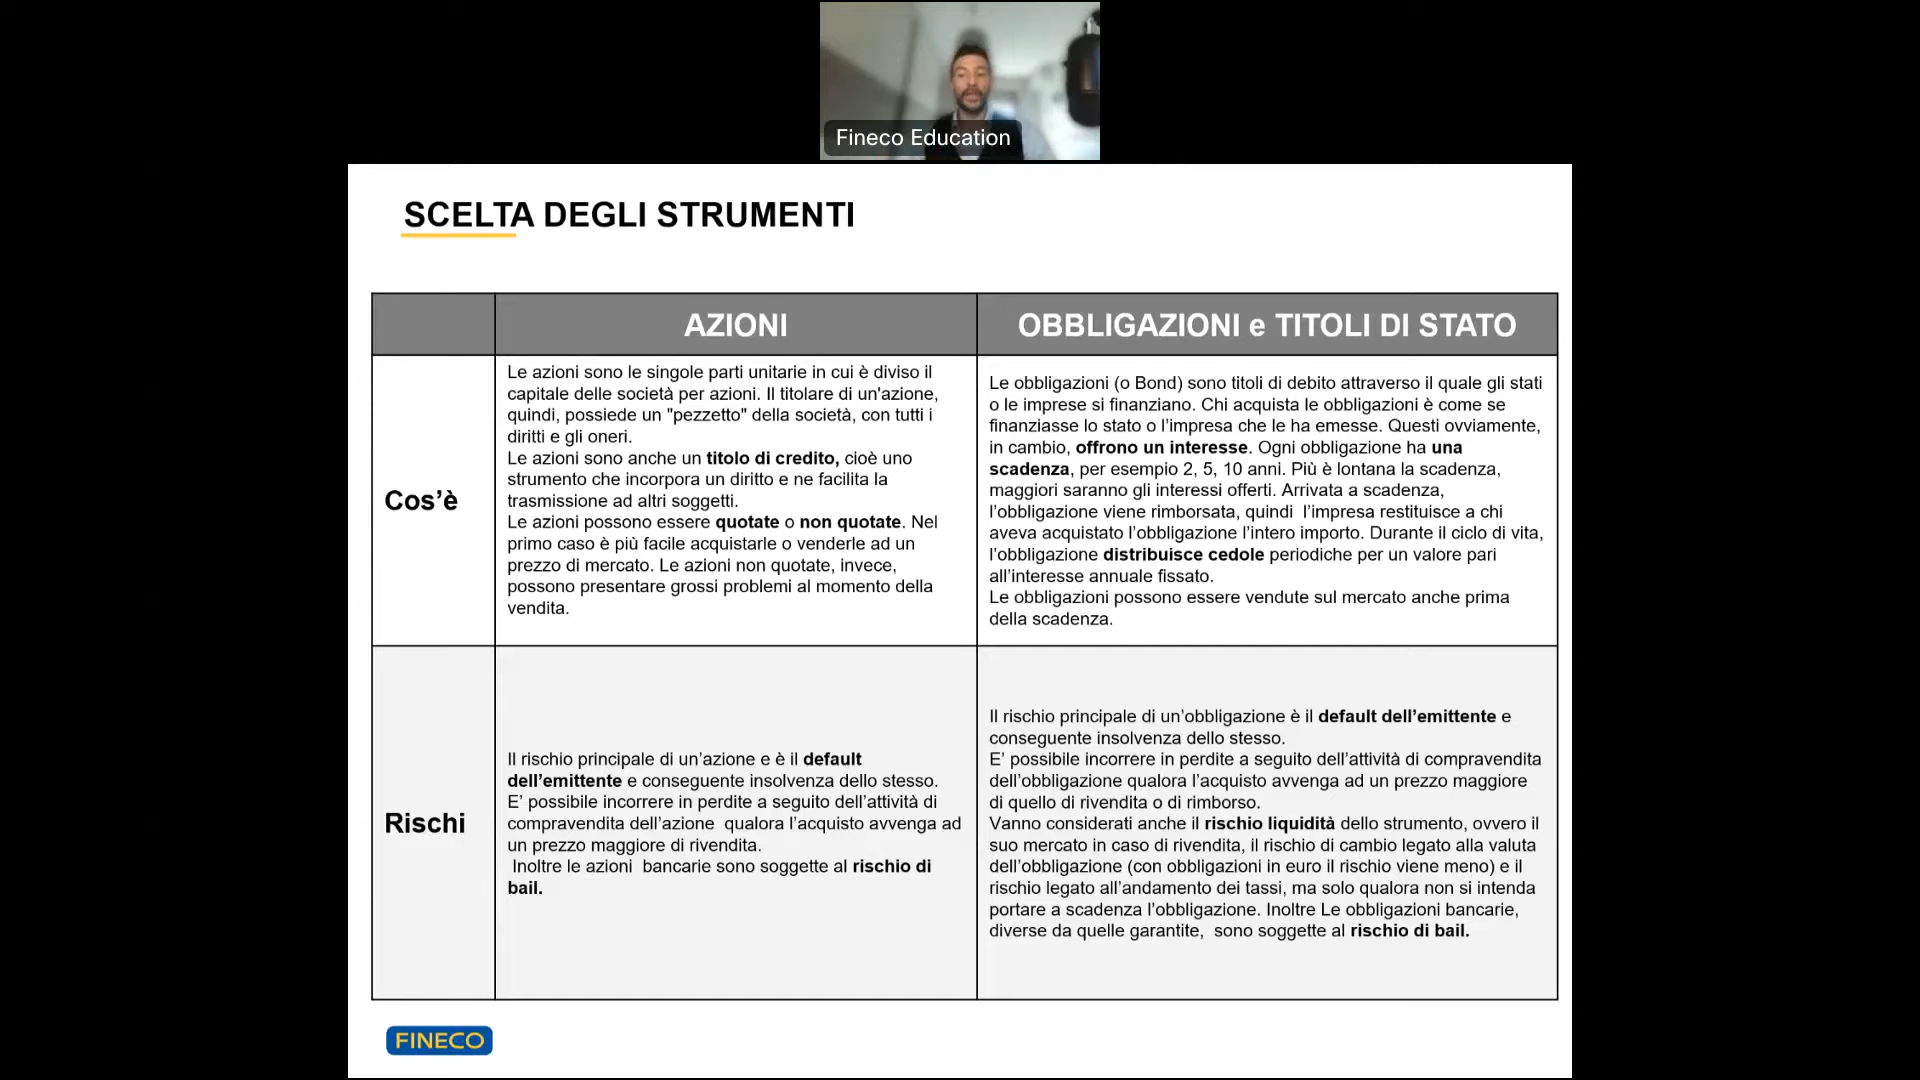 Fineco Education
SCELTA DEGLI STRUMENTI
AZIONI
OBBLIGAZIONI e TITOLI DI STATO
Cos’è
Le azioni sono le singole parti unitarie in cui è diviso il
capitale delle società per azioni. Il titolare di un'azione,
quindi, possiede un "pezzetto" della società, con tutti i
diritti e gli oneri.
Le azioni sono anche un titolo di credito, cioè uno
strumento che incorpora un diritto e ne facilita la
trasmissione ad altri soggetti.
Le azioni possono essere quotate o non quotate. Nel
primo caso è più facile acquistarle o venderle ad un
prezzo di mercato. Le azioni non quotate, invece,
possono presentare grossi problemi al momento della
vendita.
Le obbligazioni (o Bond) sono titoli di debito attraverso il quale gli stati
o le imprese si finanziano. Chi acquista le obbligazioni è come se
finanziasse lo stato o l’impresa che le ha emesse. Questi ovviamente,
in cambio, offrono un interesse. Ogni obbligazione ha una
scadenza, per esempio 2, 5, 10 anni. Più è lontana la scadenza,
maggiori saranno gli interessi offerti. Arrivata a scadenza,
l’obbligazione viene rimborsata, quindi l’impresa restituisce a chi
aveva acquistato l’obbligazione l’intero importo. Durante il ciclo di vita,
l’obbligazione distribuisce cedole periodiche per un valore pari
all’interesse annuale fissato.
Le obbligazioni possono essere vendute sul mercato anche prima
della scadenza.
Rischi
Il rischio principale di un’azione e è il default
dell’emittente e conseguente insolvenza dello stesso.
E’ possibile incorrere in perdite a seguito dell’attività di
compravendita dell’azione qualora l’acquisto avvenga ad
un prezzo maggiore di rivendita.
Inoltre le azioni bancarie sono soggette al rischio di
bail.
Il rischio principale di un’obbligazione è il default dell’emittente e
conseguente insolvenza dello stesso.
E’ possibile incorrere in perdite a seguito dell’attività di compravendita
dell’obbligazione qualora l’acquisto avvenga ad un prezzo maggiore
di quello di rivendita o di rimborso.
Vanno considerati anche il rischio liquidità dello strumento, ovvero il
suo mercato in caso di rivendita, il rischio di cambio legato alla valuta
dell’obbligazione (con obbligazioni in euro il rischio viene meno) e il
rischio legato all’andamento dei tassi, ma solo qualora non si intenda
portare a scadenza l’obbligazione. Inoltre Le obbligazioni bancarie,
diverse da quelle garantite, sono soggette al rischio di bail.
FINECO